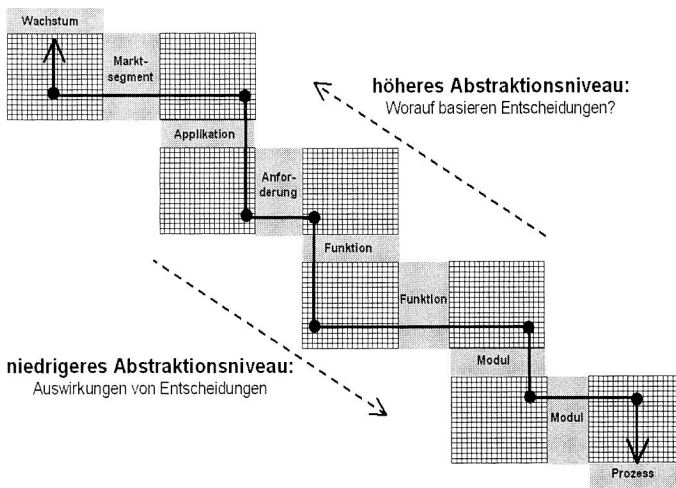 Wachstum
Markt-
segment
höheres Abstraktionsniveau:
Worauf basieren Entscheidungen?
Applikation
Anfor-
derung
Funktion
Funktion
niedrigeres Abstraktionsniveau:
Auswirkungen von Entscheidungen
Modul
Modul
Prozess